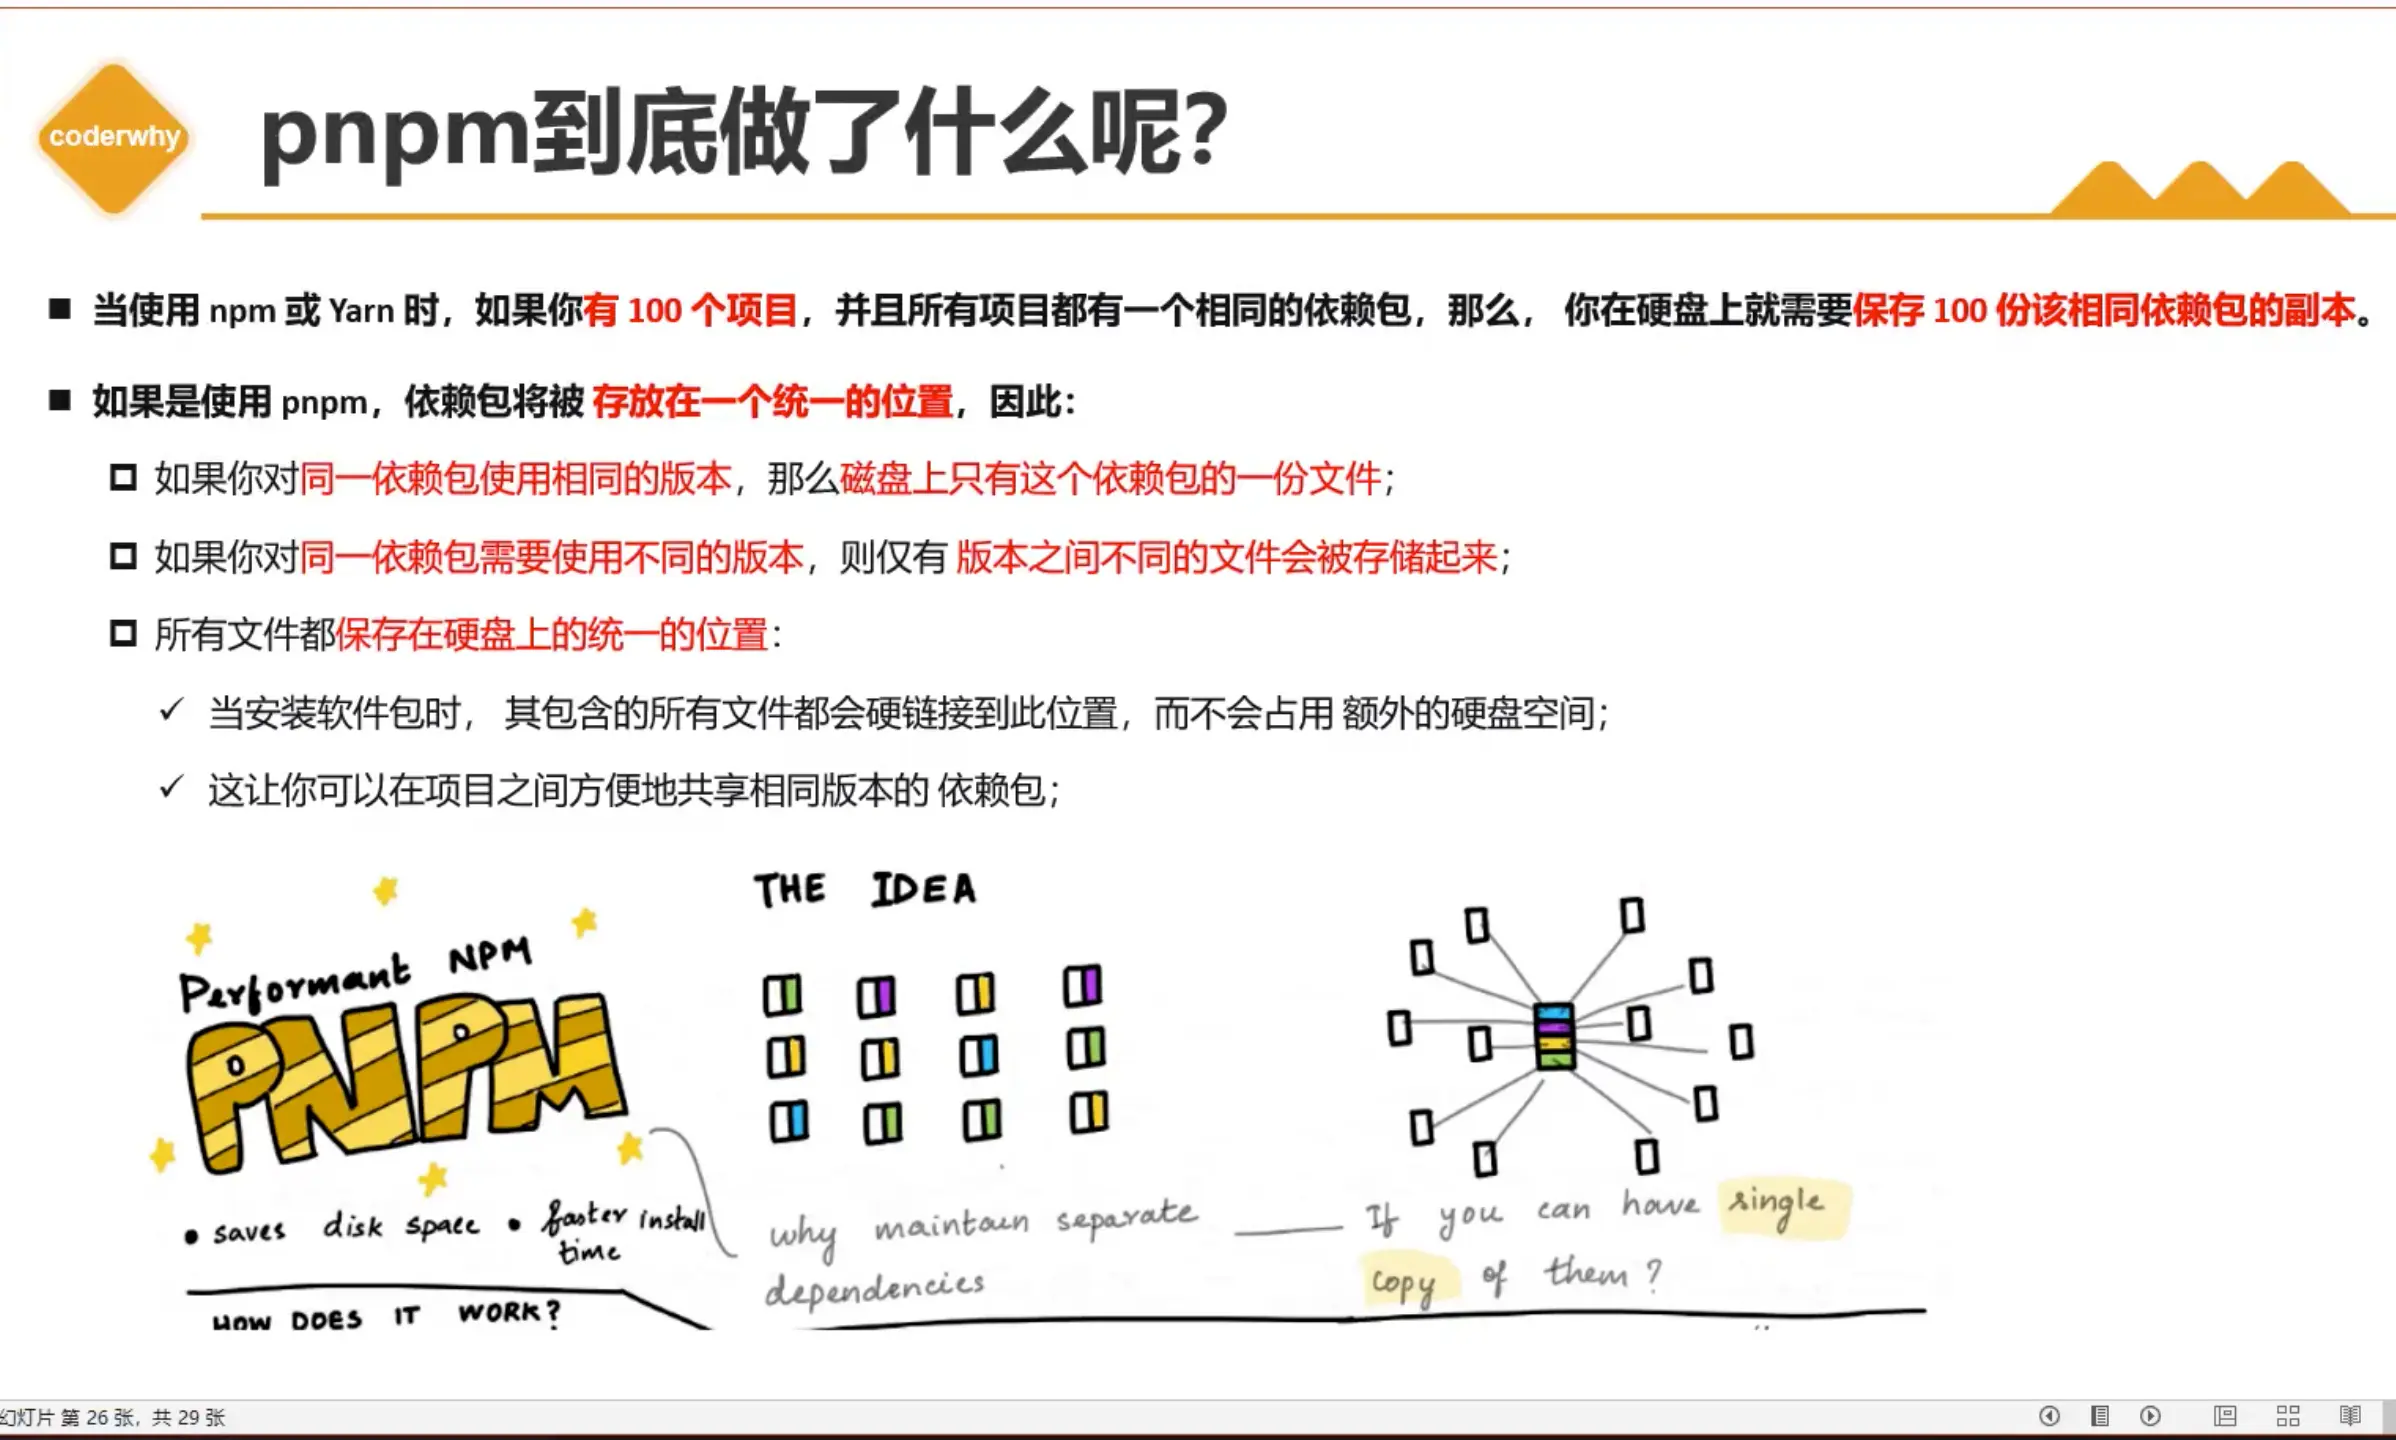 coderwhy
pnpm到底做了什么呢？
当使用 npm 或 Yarn 时，如果你有 100 个项目，并且所有项目都有一个相同的依赖包，那么， 你在硬盘上就需要保存 100 份该相同依赖包的副本。
如果是使用 pnpm，依赖包将被 存放在一个统一的位置，因此：
如果你对同一依赖包使用相同的版本，那么磁盘上只有这个依赖包的一份文件；
如果你对同一依赖包需要使用不同的版本，则仅有 版本之间不同的文件会被存储起来；
所有文件都保存在硬盘上的统一的位置：
当安装软件包时， 其包含的所有文件都会硬链接到此位置，而不会占用 额外的硬盘空间；
这让你可以在项目之间方便地共享相同版本的 依赖包；
Performant NPM
PNPM
• saves disk space • faster install
time
HOW DOES IT WORK?
THE IDEA
why maintain separate
dependencies
If you can have single
copy of them?
幻灯片 第 26 张，共 29 张